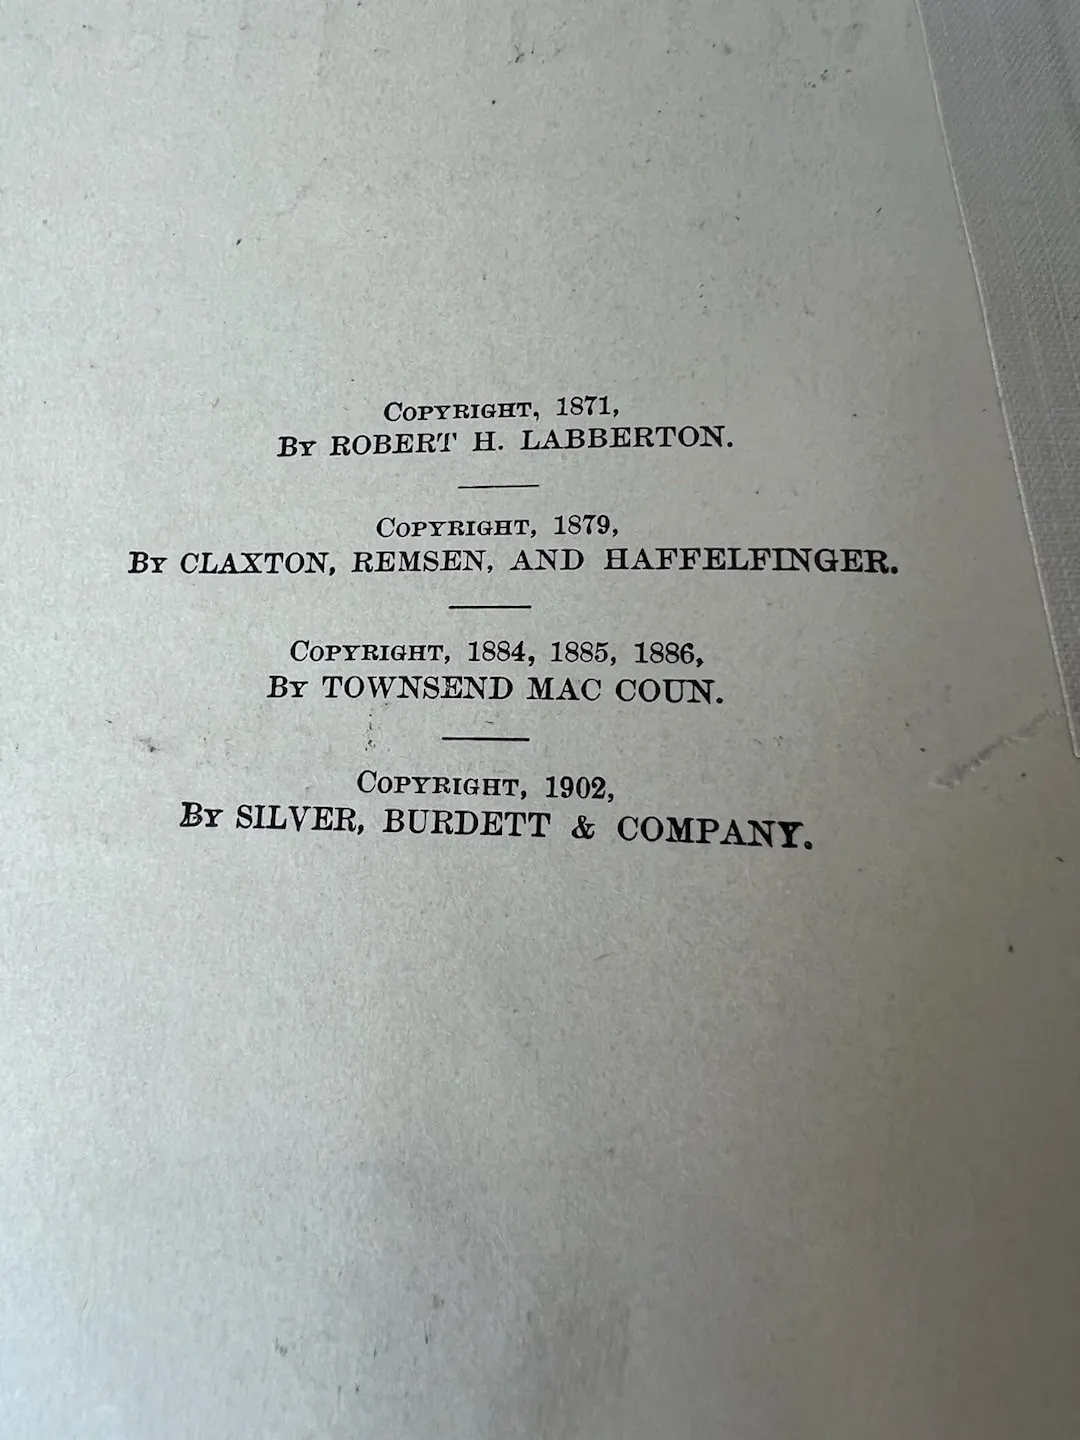 COPYRIGHT, 1871,
BY ROBERT H. LABBERTON.
COPYRIGHT, 1879,
BY CLAXTON, REMSEN, AND HAFFELFINGER.
COPYRIGHT, 1884, 1885, 1886,
BY TOWNSEND MAC COUN.
COPYRIGHT, 1902,
BY SILVER, BURDETT & COMPANY.